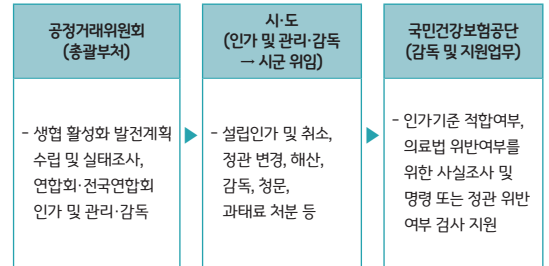 공정거래위원회
(총괄부처)
- 생협 활성화 발전계획
수립 및 실태조사,
연합회·전국연합회
인가 및 관리·감독
시·도
(인가 및 관리·감독
→ 시군 위임)
- 설립인가 및 취소,
정관 변경, 해산,
감독, 청문,
과태료 처분 등
국민건강보험공단
(감독 및 지원업무)
- 인가기준 적합여부,
의료법 위반여부를
위한 사실조사 및
명령 또는 정관 위반
여부 검사 지원